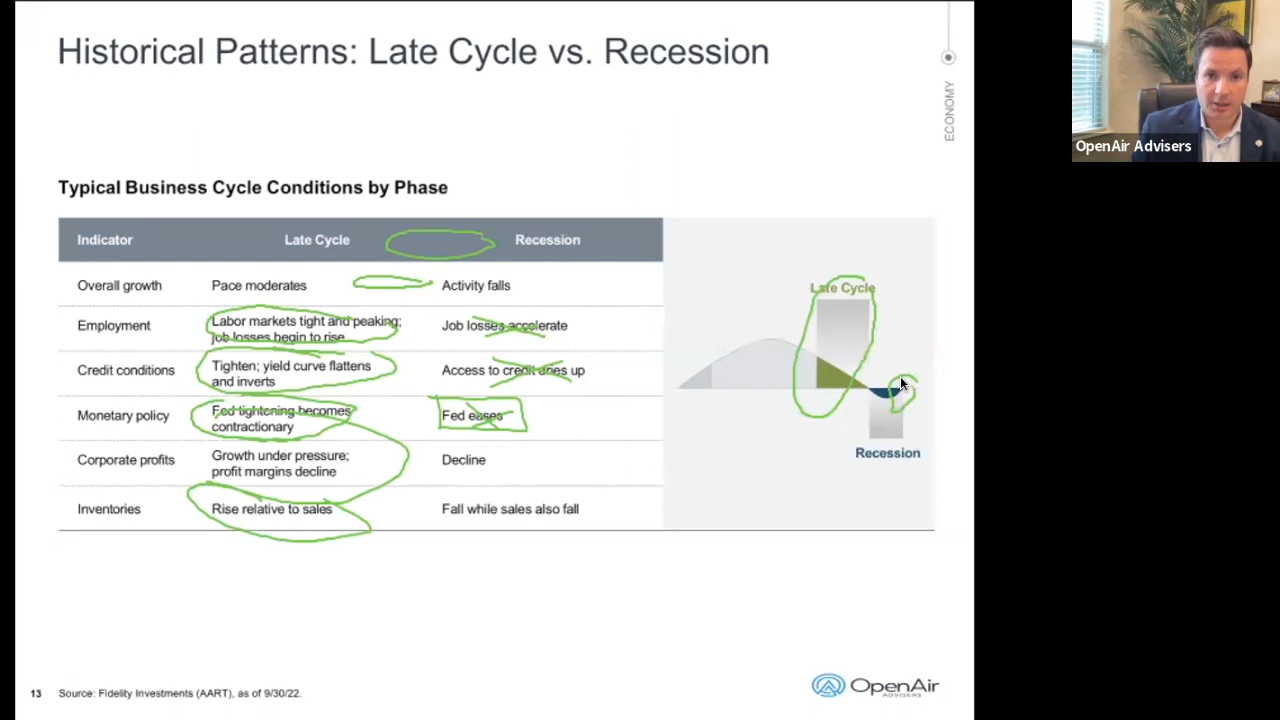 Historical Patterns: Late Cycle vs. Recession
ECONOMY
OpenAir Advisers
Typical Business Cycle Conditions by Phase
Indicator Late Cycle Recession
Overall growth Pace moderates Activity falls
Employment Labor markets tight and peaking; job losses begin to rise Job losses accelerate
Credit conditions Tighten; yield curve flattens and inverts Access to credit dries up
Monetary policy Fed tightening becomes contractionary Fed eases
Corporate profits Growth under pressure; profit margins decline Decline
Inventories Rise relative to sales Fall while sales also fall
Late Cycle
Recession
13 Source: Fidelity Investments (AART), as of 9/30/22.
OpenAir
ADVISERS